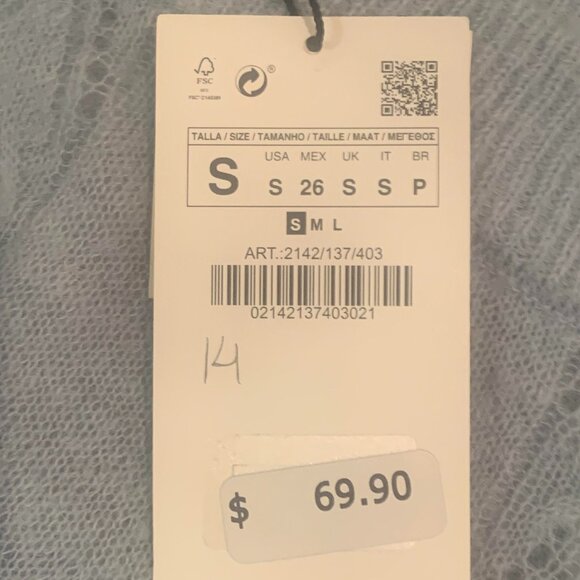 FSC
®
TALLA / SIZE / TAMANHO / TAILLE / MAAT / ΜΕΓΕΘΟΣ
S
USA MEX UK IT BR
S 26 S S P
S M L
ART.:2142/137/403
02142137403021
14
$ 69.90